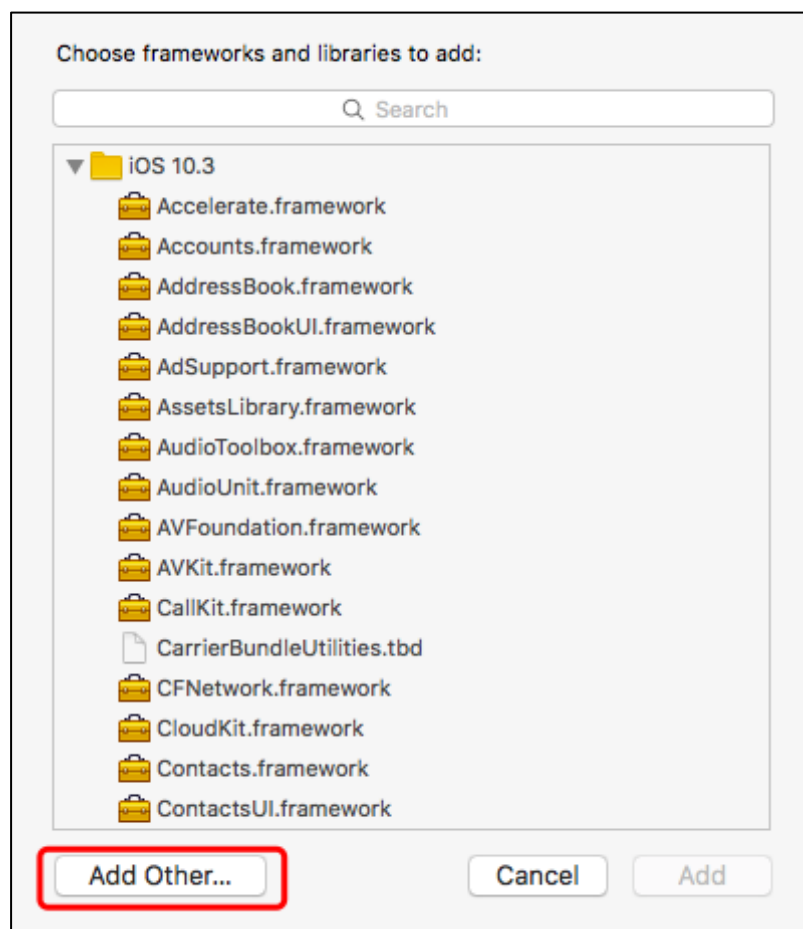 Choose frameworks and libraries to add:
Search
iOS 10.3
Accelerate.framework
Accounts.framework
AddressBook.framework
AddressBookUI.framework
AdSupport.framework
AssetsLibrary.framework
AudioToolbox.framework
AudioUnit.framework
AVFoundation.framework
AVKit.framework
CallKit.framework
CarrierBundleUtilities.tbd
CFNetwork.framework
CloudKit.framework
Contacts.framework
ContactsUI.framework
Add Other... Cancel Add